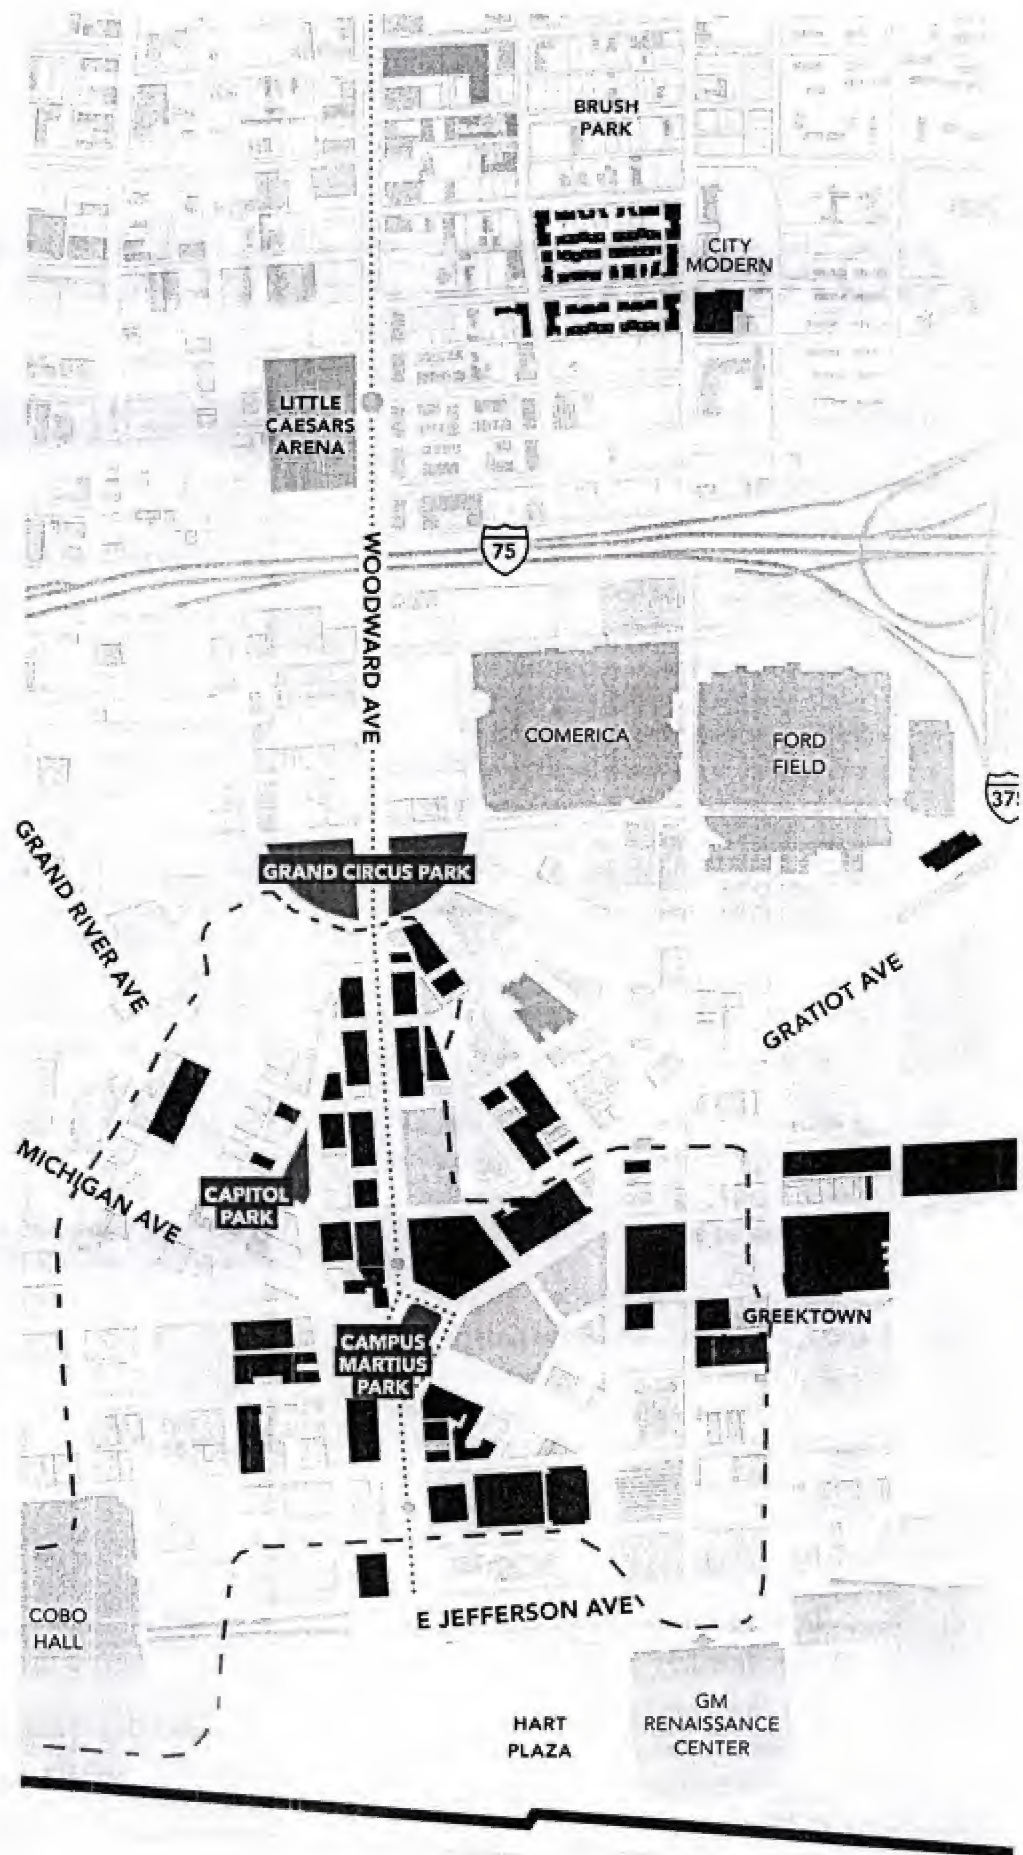 BRUSH
PARK
CITY
MODERN
LITTLE
CAESARS
ARENA
75
WOODWARD AVE
COMERICA
FORD
FIELD
375
GRAND CIRCUS PARK
GRAND RIVER AVE
GRATIOT AVE
MICHIGAN AVE
CAPITOL
PARK
GREEKTOWN
CAMPUS
MARTIUS
PARK
E JEFFERSON AVE
COBO
HALL
HART
PLAZA
GM
RENAISSANCE
CENTER